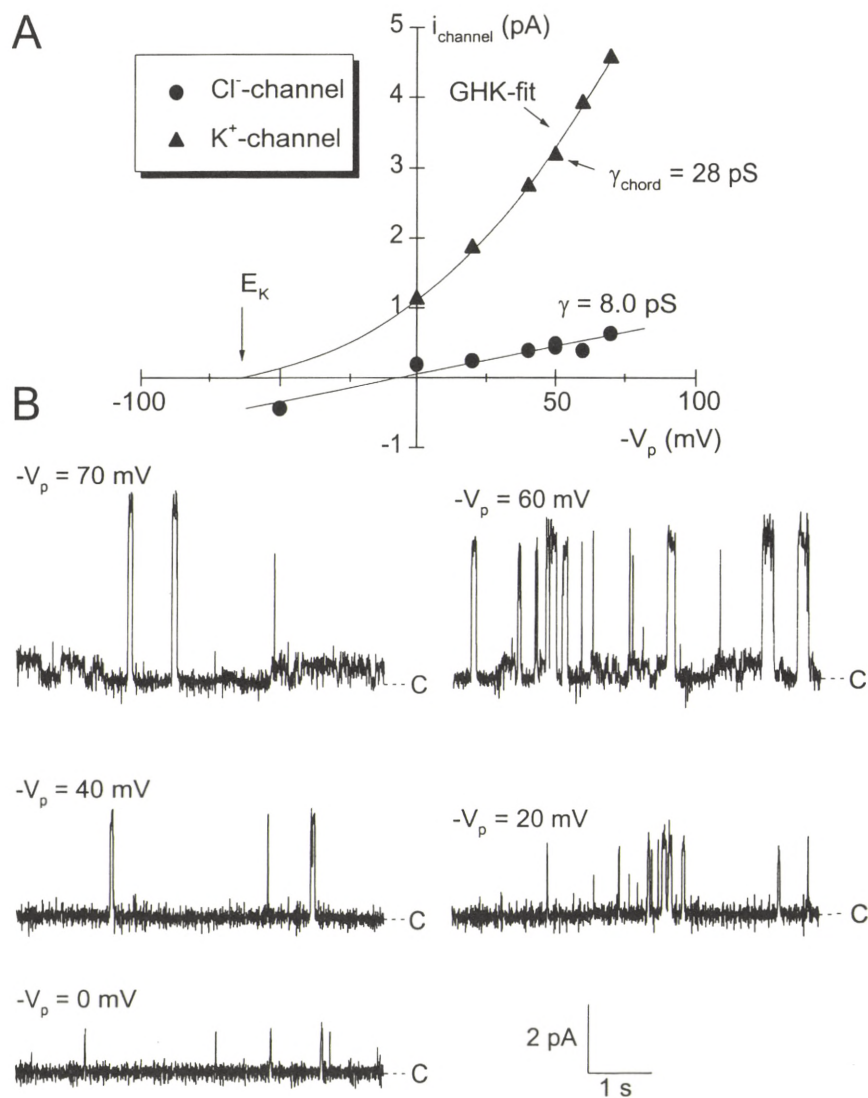 A
5
i_channel (pA)
Cl⁻-channel
K⁺-channel
GHK-fit
4
3
γ_chord = 28 pS
2
E_K
1
γ = 8.0 pS
-100
50
100
-1
-V_p (mV)
B
-V_p = 70 mV
-V_p = 60 mV
C
C
-V_p = 40 mV
-V_p = 20 mV
C
C
-V_p = 0 mV
2 pA
C
1 s